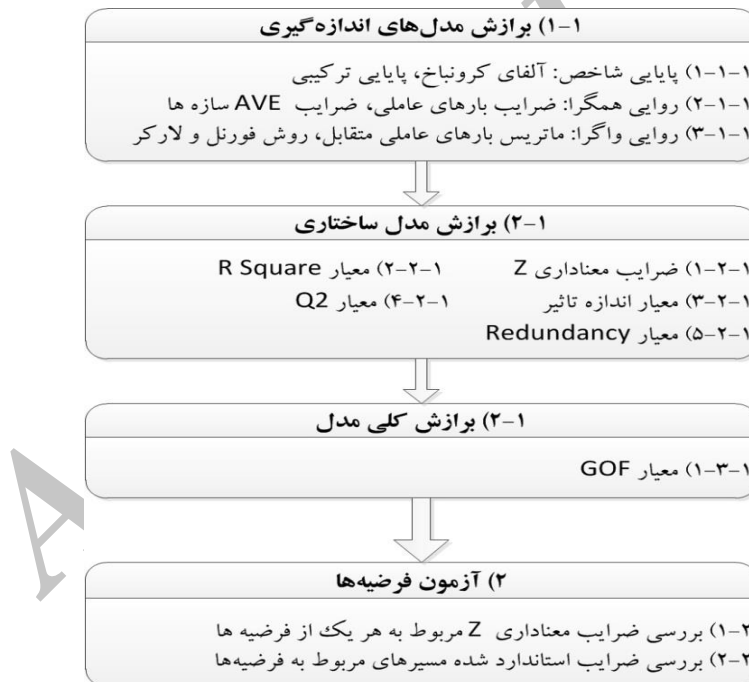 ۱-۱) برازش مدل‌های اندازه‌گیری
۱-۱-۱) پایایی شاخص: آلفای کرونباخ، پایایی ترکیبی
۲-۱-۱) روایی همگرا: ضرایب بارهای عاملی، ضرایب AVE سازه ها
۳-۱-۱) روایی واگرا: ماتریس بارهای عاملی متقابل، روش فورنل و لارکر
۲-۱) برازش مدل ساختاری
۱-۲-۱) ضرایب معناداری Z ۲-۲-۱) معیار R Square
۳-۲-۱) معیار اندازه تاثیر ۴-۲-۱) معیار Q2
۵-۲-۱) معیار Redundancy
۲-۱) برازش کلی مدل
۱-۳-۱) معیار GOF
۲) آزمون فرضیه‌ها
۱-۲) بررسی ضرایب معناداری Z مربوط به هر یک از فرضیه ها
۲-۲) بررسی ضرایب استاندارد شده مسیرهای مربوط به فرضیه‌ها